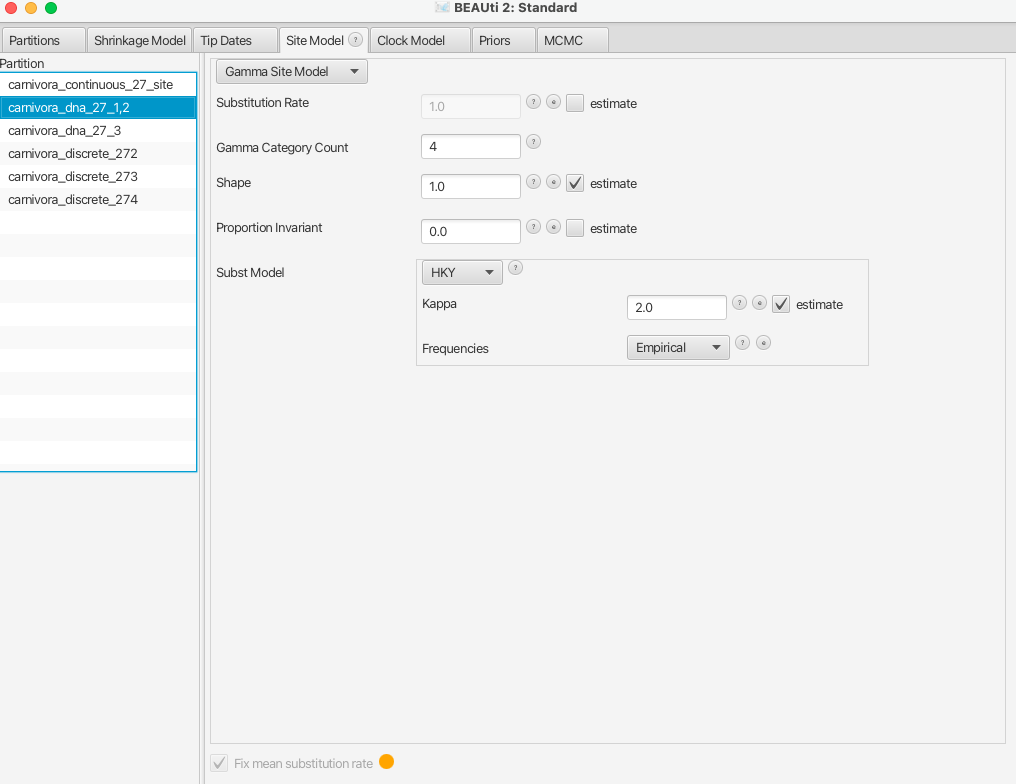 BEAUti 2: Standard
Partitions Shrinkage Model Tip Dates Site Model ? Clock Model Priors MCMC
Partition
carnivora_continuous_27_site
carnivora_dna_27_1,2
carnivora_dna_27_3
carnivora_discrete_272
carnivora_discrete_273
carnivora_discrete_274
Gamma Site Model
Substitution Rate 1.0 ? e estimate
Gamma Category Count 4 ?
Shape 1.0 ? e estimate
Proportion Invariant 0.0 ? e estimate
Subst Model HKY ?
Kappa 2.0 ? e estimate
Frequencies Empirical ? e
Fix mean substitution rate